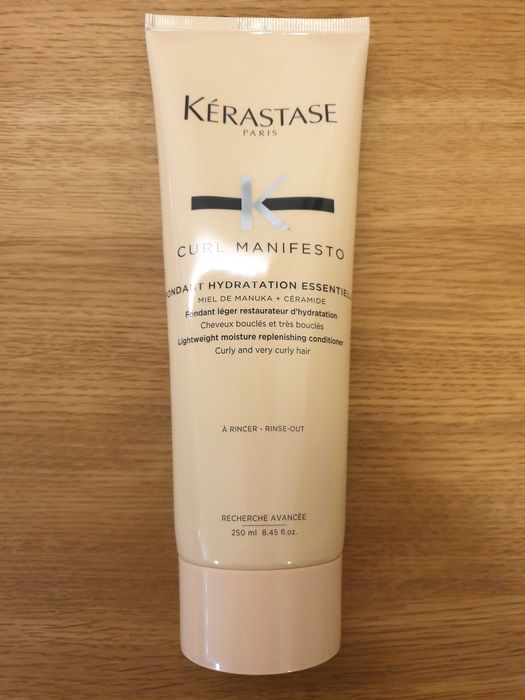 KÉRASTASE
PARIS
K
CURL MANIFESTO
FONDANT HYDRATATION ESSENTIELLE
MIEL DE MANUKA + CÉRAMIDE
Fondant léger restaurateur d'hydratation
Cheveux bouclés et très bouclés
Lightweight moisture replenishing conditioner
Curly and very curly hair
À RINCER - RINSE-OUT
RECHERCHE AVANCÉE
250 ml 8.45 fl.oz.